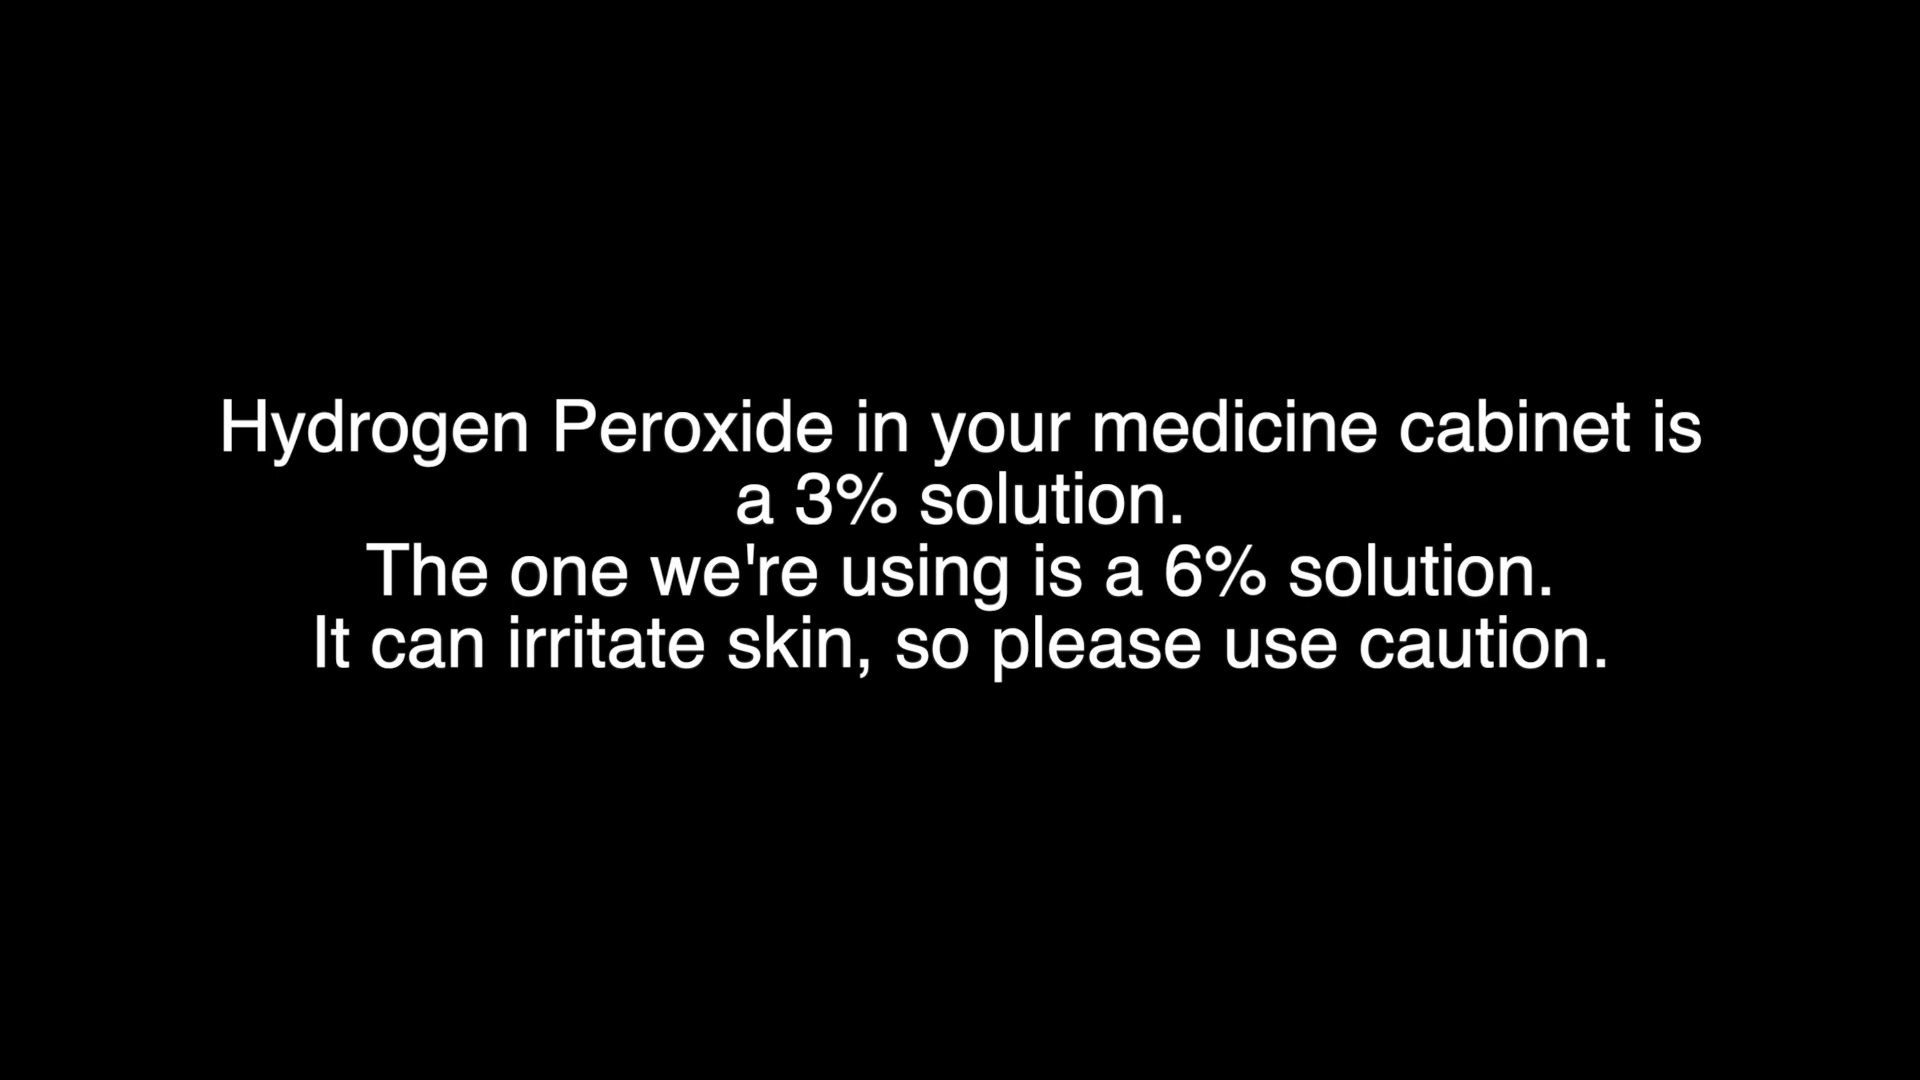 Hydrogen Peroxide in your medicine cabinet is
a 3% solution.
The one we're using is a 6% solution.
It can irritate skin, so please use caution.